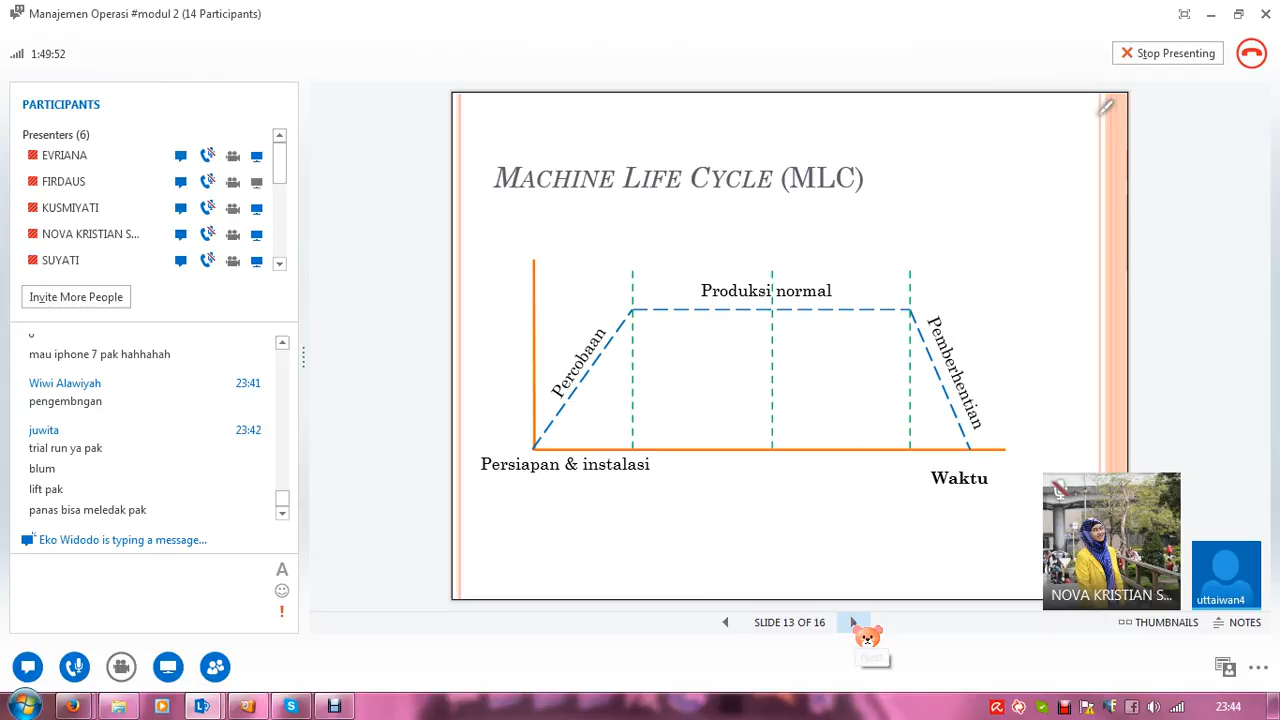 Manajemen Operasi #modul 2 (14 Participants)
1:49:52
Stop Presenting
PARTICIPANTS
Presenters (6)
EVRIANA
FIRDAUS
KUSMIYATI
NOVA KRISTIAN S...
SUYATI
Invite More People
mau iphone 7 pak hahhahah
Wiwi Alawiyah 23:41
pengembngan
juwita 23:42
trial run ya pak
blum
lift pak
panas bisa meledak pak
Eko Widodo is typing a message...
A
MACHINE LIFE CYCLE (MLC)
Produksi normal
Percobaan
Pemberhentian
Persiapan & instalasi
Waktu
NOVA KRISTIAN S...
uttaiwan4
SLIDE 13 OF 16
THUMBNAILS
NOTES
23:44